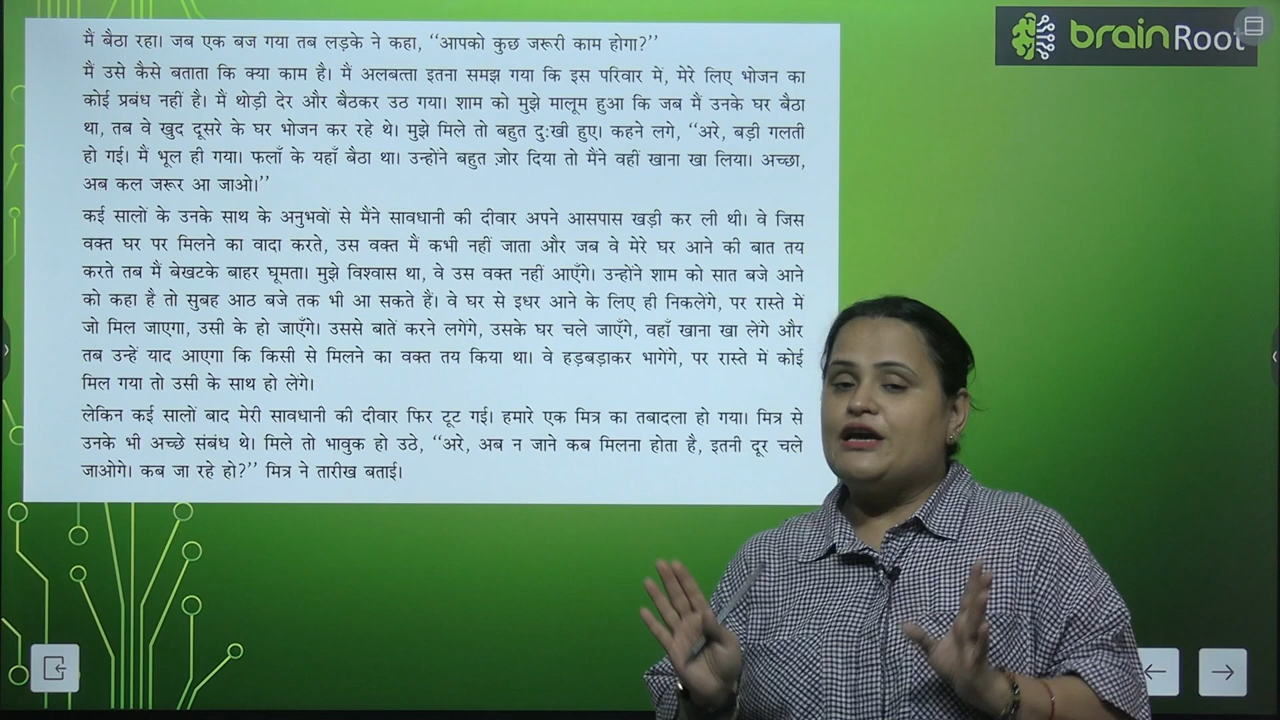 मैं बैठा रहा। जब एक बज गया तब लड़के ने कहा, ‘‘आपको कुछ जरूरी काम होगा?’’
मैं उसे कैसे बताता कि क्या काम है। मैं अलबत्ता इतना समझ गया कि इस परिवार में, मेरे लिए भोजन का
कोई प्रबंध नहीं है। मैं थोड़ी देर और बैठकर उठ गया। शाम को मुझे मालूम हुआ कि जब मैं उनके घर बैठा
था, तब वे खुद दूसरे के घर भोजन कर रहे थे। मुझे मिले तो बहुत दुःखी हुए। कहने लगे, ‘‘अरे, बड़ी गलती
हो गई। मैं भूल ही गया। फलाँ के यहाँ बैठा था। उन्होंने बहुत ज़ोर दिया तो मैंने वहीं खाना खा लिया। अच्छा,
अब कल जरूर आ जाओ।’’
कई सालों के उनके साथ के अनुभवों से मैंने सावधानी की दीवार अपने आसपास खड़ी कर ली थी। वे जिस
वक्त घर पर मिलने का वादा करते, उस वक्त मैं कभी नहीं जाता और जब वे मेरे घर आने की बात तय
करते तब मैं बेखटके बाहर घूमता। मुझे विश्वास था, वे उस वक्त नहीं आएँगे। उन्होंने शाम को सात बजे आने
को कहा है तो सुबह आठ बजे तक भी आ सकते हैं। वे घर से इधर आने के लिए ही निकलेंगे, पर रास्ते में
जो मिल जाएगा, उसी के हो जाएँगे। उससे बातें करने लगेंगे, उसके घर चले जाएँगे, वहाँ खाना खा लेंगे और
तब उन्हें याद आएगा कि किसी से मिलने का वक्त तय किया था। वे हड़बड़ाकर भागेंगे, पर रास्ते में कोई
मिल गया तो उसी के साथ हो लेंगे।
लेकिन कई सालों बाद मेरी सावधानी की दीवार फिर टूट गई। हमारे एक मित्र का तबादला हो गया। मित्र से
उनके भी अच्छे संबंध थे। मिले तो भावुक हो उठे, ‘‘अरे, अब न जाने कब मिलना होता है, इतनी दूर चले
जाओगे। कब जा रहे हो?’’ मित्र ने तारीख बताई।
brainRoot